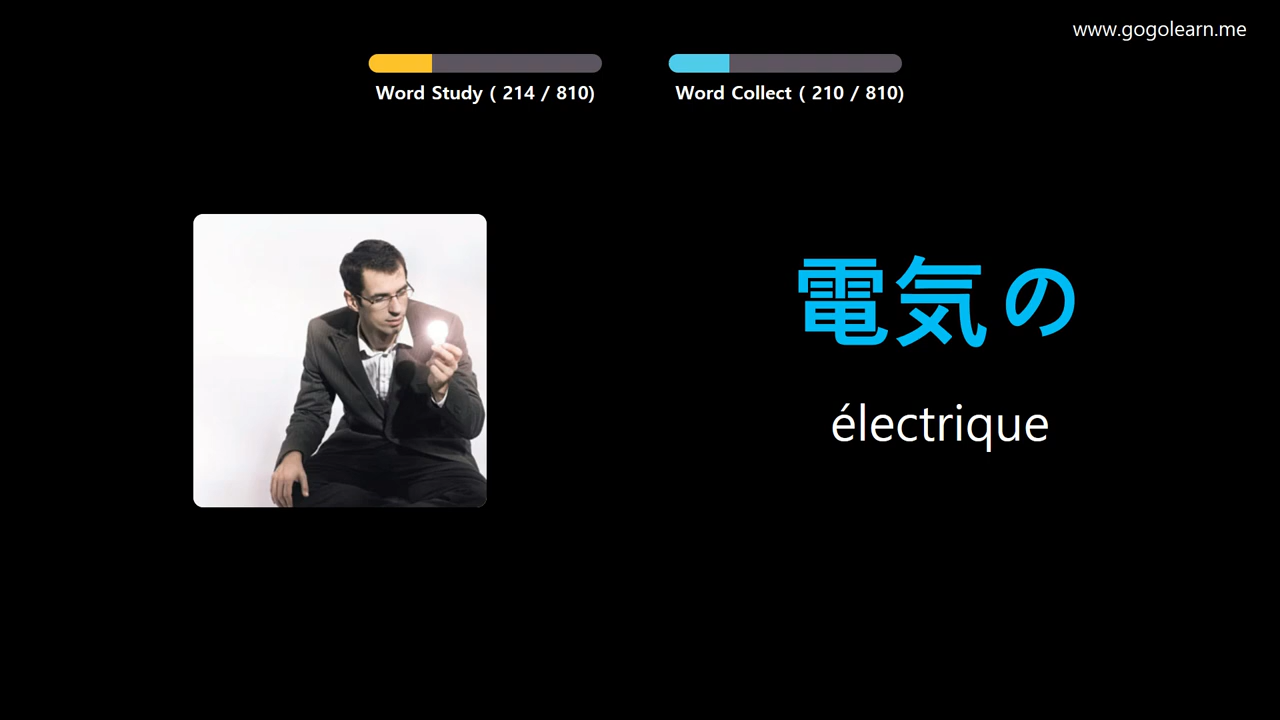 www.gogolearn.me
Word Study ( 214 / 810)
Word Collect ( 210 / 810)
電気の
électrique